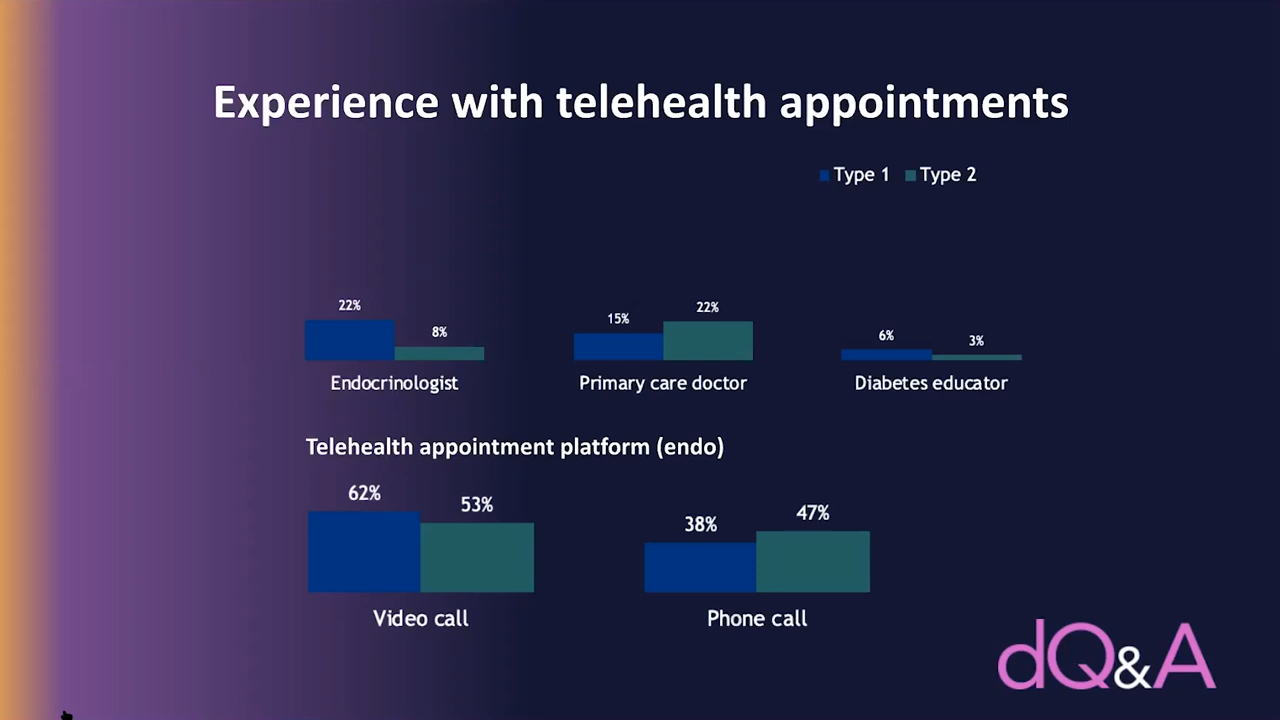 Experience with telehealth appointments
Type 1 Type 2
22% 8% 15% 22% 6% 3%
Endocrinologist Primary care doctor Diabetes educator
Telehealth appointment platform (endo)
62% 53% 38% 47%
Video call Phone call
dQ&A